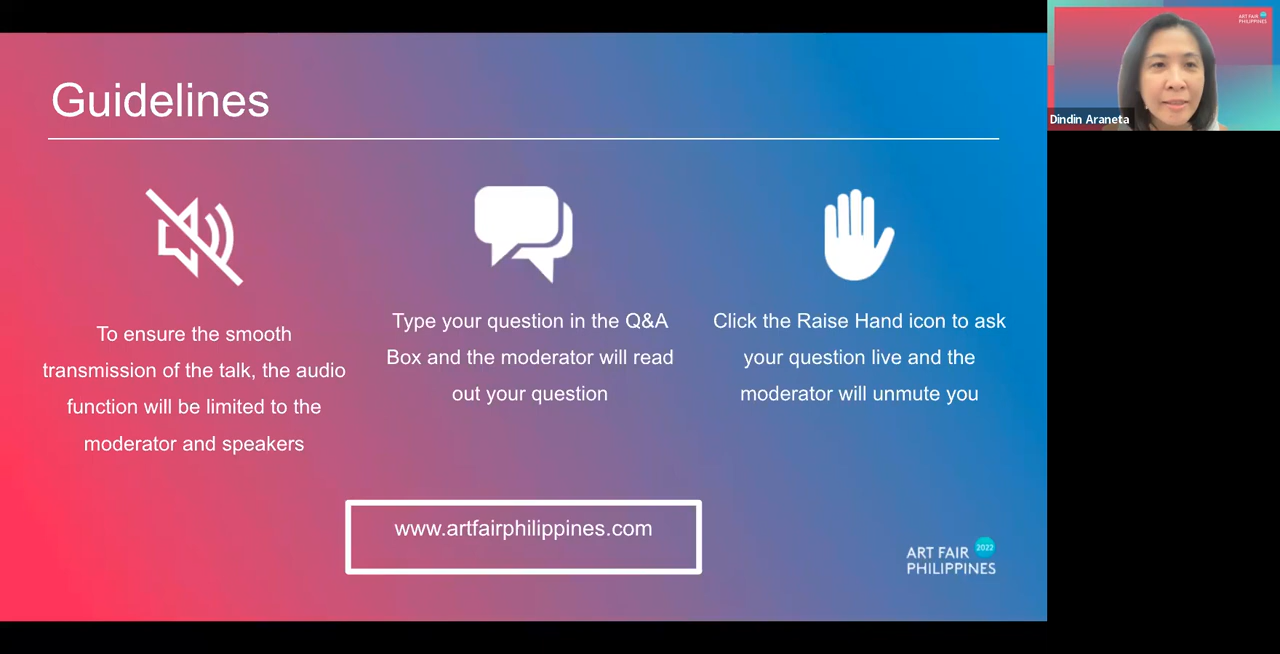 Guidelines
To ensure the smooth
transmission of the talk, the audio
function will be limited to the
moderator and speakers
Type your question in the Q&A
Box and the moderator will read
out your question
Click the Raise Hand icon to ask
your question live and the
moderator will unmute you
www.artfairphilippines.com
ART FAIR 2022
PHILIPPINES
ART FAIR
PHILIPPINES
Dindin Araneta